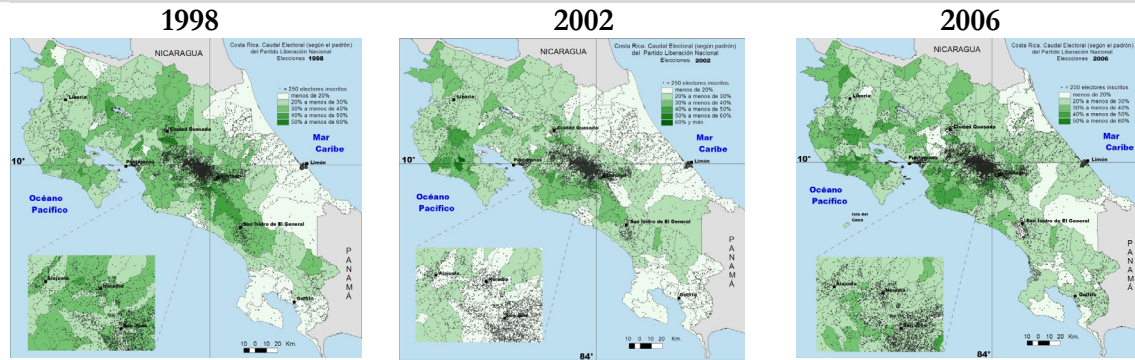 1998
2002
2006
NICARAGUA
Costa Rica. Caudal Electoral (según el padrón)
del Partido Liberación Nacional
Elecciones 1998
· = 250 electores inscritos
menos de 20%
20% a menos de 30%
30% a menos de 40%
40% a menos de 50%
50% a menos de 60%
Liberia
Ciudad Quesada
Mar
Caribe
10°
Limón
Océano
Pacífico
San Isidro de El General
PANAMÁ
Alajuela
Heredia
Golfito
10 0 10 20 Km.
NICARAGUA
Costa Rica. Caudal Electoral (según el padrón)
del Partido Liberación Nacional
Elecciones 2002
· = 250 electores inscritos
menos de 20%
20% a menos de 30%
30% a menos de 40%
40% a menos de 50%
50% a menos de 60%
60% y más
Liberia
Ciudad Quesada
Mar
Caribe
10°
Limón
Océano
Pacífico
San Isidro de El General
PANAMÁ
Alajuela
Heredia
Golfito
10 0 10 20 Km.
84°
NICARAGUA
Costa Rica. Caudal Electoral (según el padrón)
del Partido Liberación Nacional
Elecciones 2006
· = 250 electores inscritos
menos de 20%
20% a menos de 30%
30% a menos de 40%
40% a menos de 50%
50% a menos de 60%
Liberia
Ciudad Quesada
Mar
Caribe
10°
Limón
Océano
Pacífico
Isla del
Coco
San Isidro de El General
PANAMÁ
Alajuela
Heredia
Golfito
10 0 10 20 Km.
84°